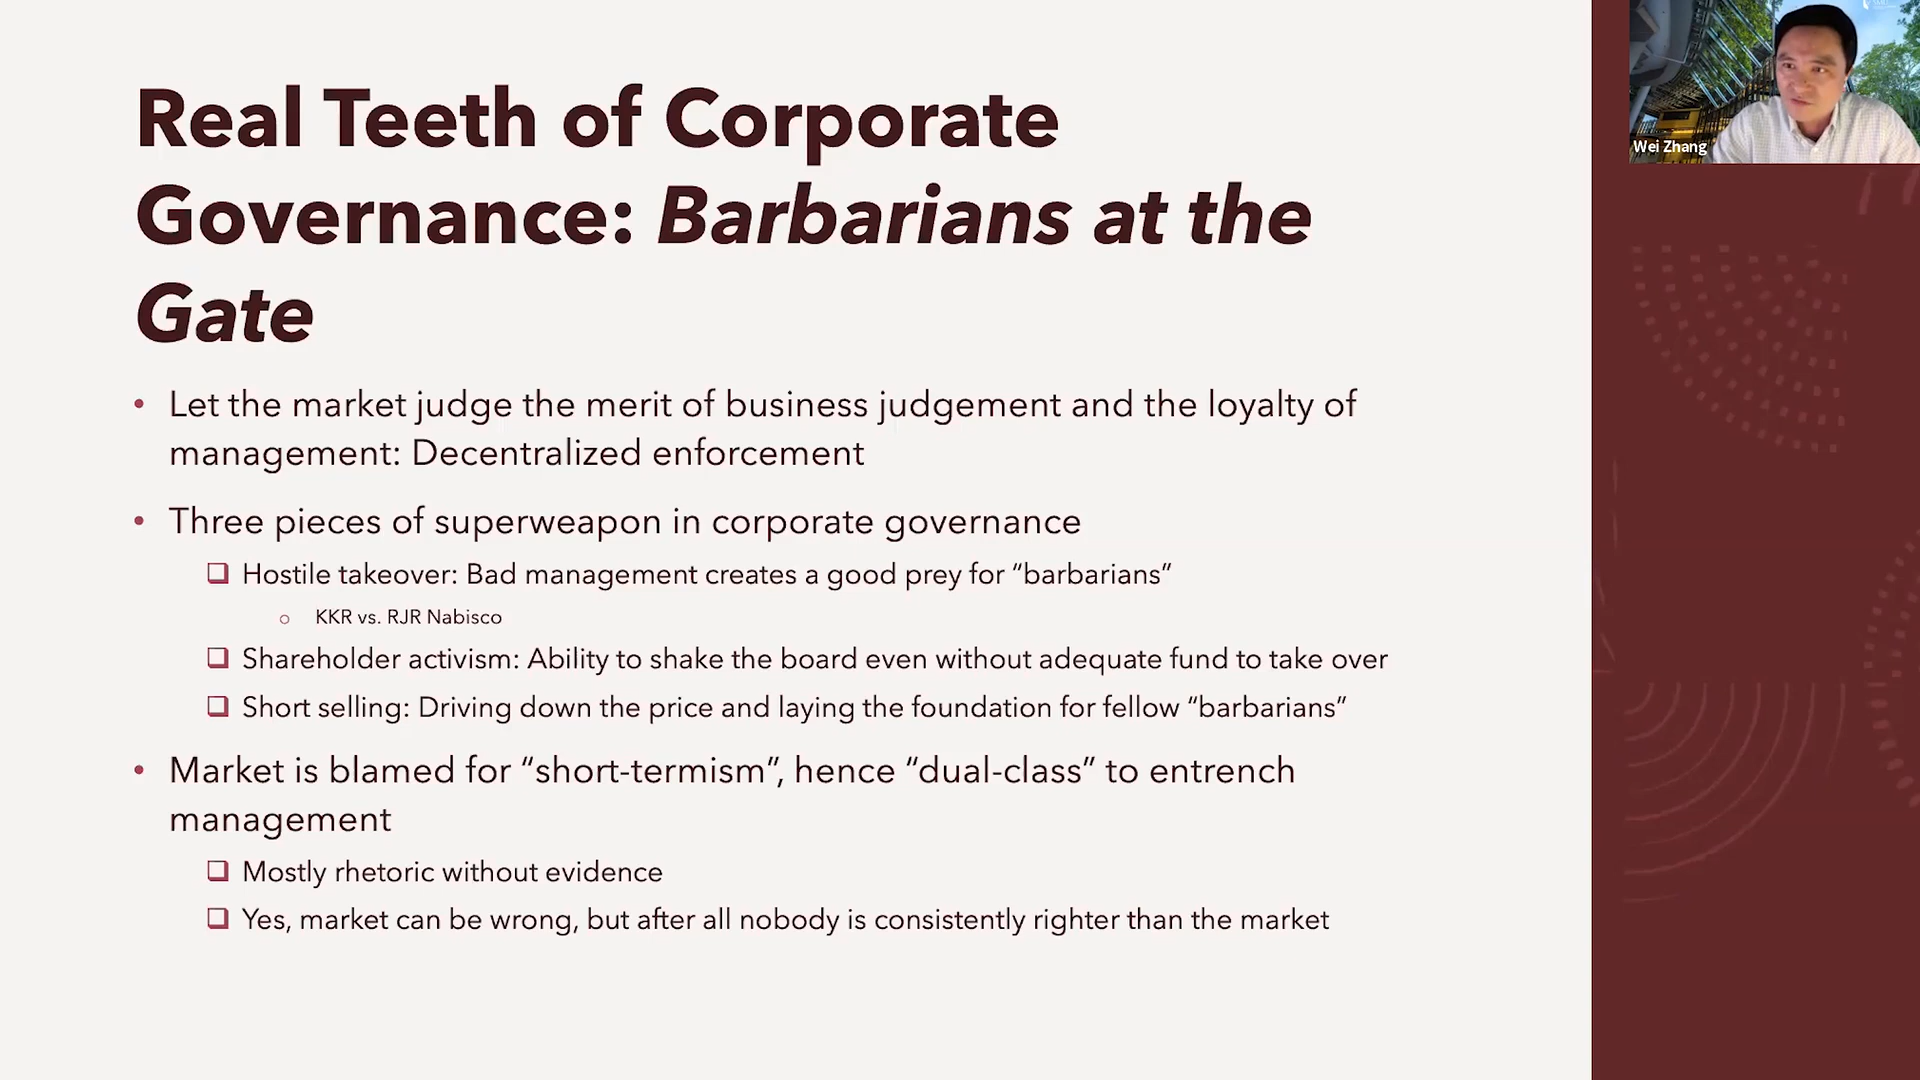 Real Teeth of Corporate
Governance: Barbarians at the
Gate
• Let the market judge the merit of business judgement and the loyalty of
management: Decentralized enforcement
• Three pieces of superweapon in corporate governance
❑ Hostile takeover: Bad management creates a good prey for “barbarians”
○ KKR vs. RJR Nabisco
❑ Shareholder activism: Ability to shake the board even without adequate fund to take over
❑ Short selling: Driving down the price and laying the foundation for fellow “barbarians”
• Market is blamed for “short-termism”, hence “dual-class” to entrench
management
❑ Mostly rhetoric without evidence
❑ Yes, market can be wrong, but after all nobody is consistently righter than the market
Wei Zhang